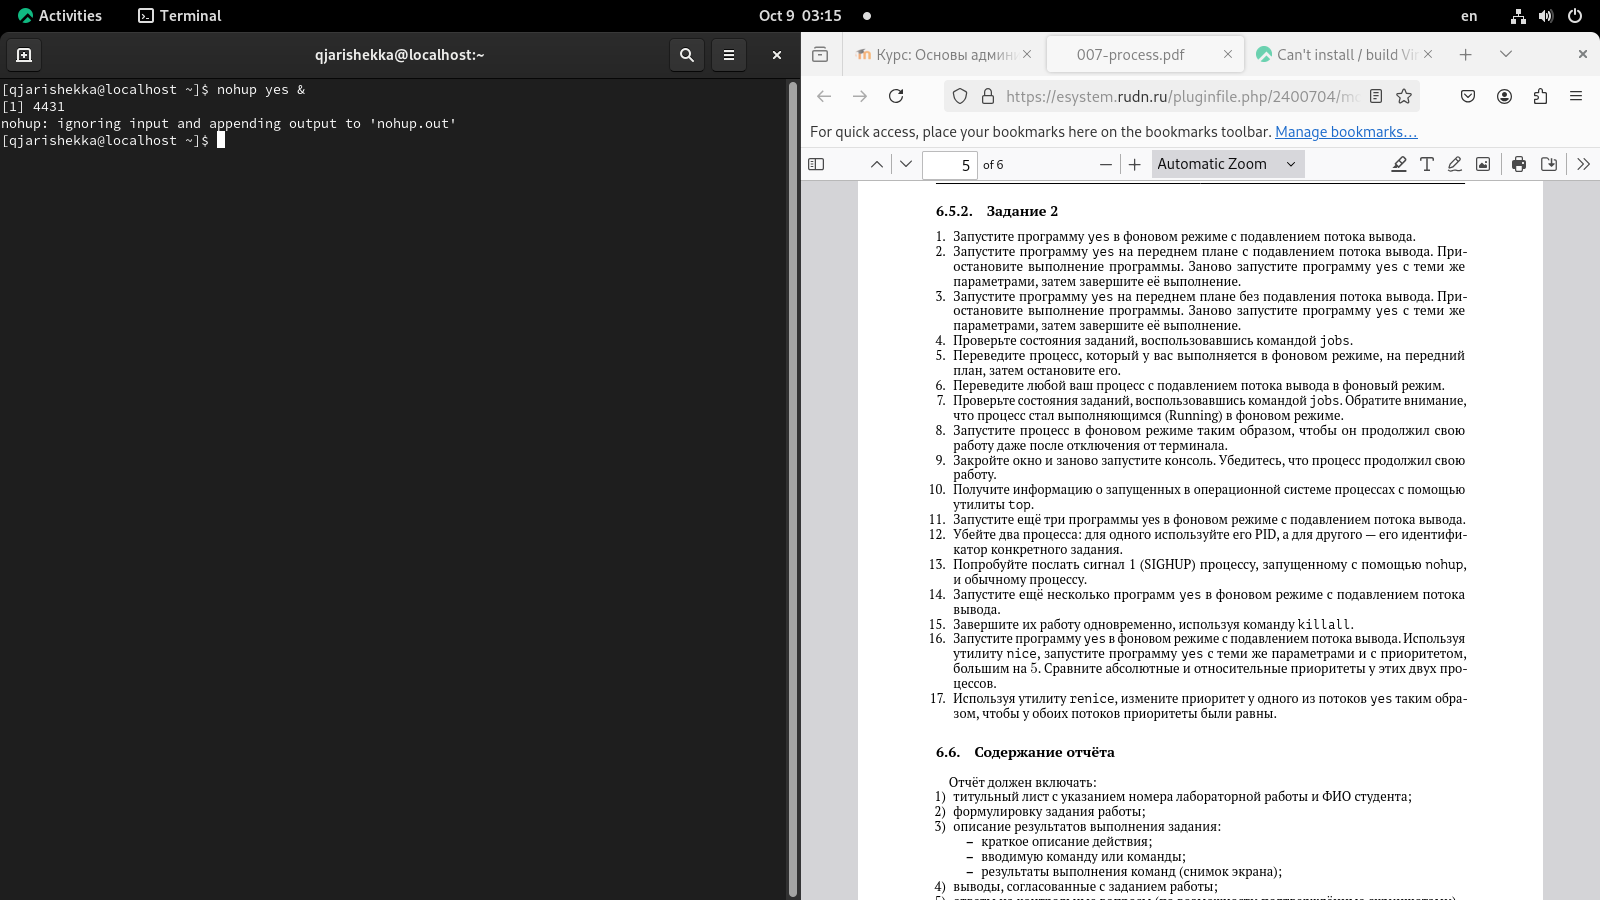 Activities Terminal Oct 9 03:15 en
qjarishekka@localhost:~
[qjarishekka@localhost ~]$ nohup yes &
[1] 4431
nohup: ignoring input and appending output to 'nohup.out'
[qjarishekka@localhost ~]$
Курс: Основы админи 007-process.pdf Can't install / build Vir
https://esystem.rudn.ru/pluginfile.php/2400704/mo
For quick access, place your bookmarks here on the bookmarks toolbar. Manage bookmarks…
5 of 6 Automatic Zoom
6.5.2. Задание 2
1. Запустите программу yes в фоновом режиме с подавлением потока вывода.
2. Запустите программу yes на переднем плане с подавлением потока вывода. При-
остановите выполнение программы. Заново запустите программу yes с теми же
параметрами, затем завершите её выполнение.
3. Запустите программу yes на переднем плане без подавления потока вывода. При-
остановите выполнение программы. Заново запустите программу yes с теми же
параметрами, затем завершите её выполнение.
4. Проверьте состояния заданий, воспользовавшись командой jobs.
5. Переведите процесс, который у вас выполняется в фоновом режиме, на передний
план, затем остановите его.
6. Переведите любой ваш процесс с подавлением потока вывода в фоновый режим.
7. Проверьте состояния заданий, воспользовавшись командой jobs. Обратите внимание,
что процесс стал выполняющимся (Running) в фоновом режиме.
8. Запустите процесс в фоновом режиме таким образом, чтобы он продолжил свою
работу даже после отключения от терминала.
9. Закройте окно и заново запустите консоль. Убедитесь, что процесс продолжил свою
работу.
10. Получите информацию о запущенных в операционной системе процессах с помощью
утилиты top.
11. Запустите ещё три программы yes в фоновом режиме с подавлением потока вывода.
12. Убейте два процесса: для одного используйте его PID, а для другого — его идентифи-
катор конкретного задания.
13. Попробуйте послать сигнал 1 (SIGHUP) процессу, запущенному с помощью nohup,
и обычному процессу.
14. Запустите ещё несколько программ yes в фоновом режиме с подавлением потока
вывода.
15. Завершите их работу одновременно, используя команду killall.
16. Запустите программу yes в фоновом режиме с подавлением потока вывода. Используя
утилиту nice, запустите программу yes с теми же параметрами и с приоритетом,
большим на 5. Сравните абсолютные и относительные приоритеты у этих двух про-
цессов.
17. Используя утилиту renice, измените приоритет у одного из потоков yes таким обра-
зом, чтобы у обоих потоков приоритеты были равны.
6.6. Содержание отчёта
Отчёт должен включать:
1) титульный лист с указанием номера лабораторной работы и ФИО студента;
2) формулировку задания работы;
3) описание результатов выполнения задания:
– краткое описание действия;
– вводимую команду или команды;
– результаты выполнения команд (снимок экрана);
4) выводы, согласованные с заданием работы;